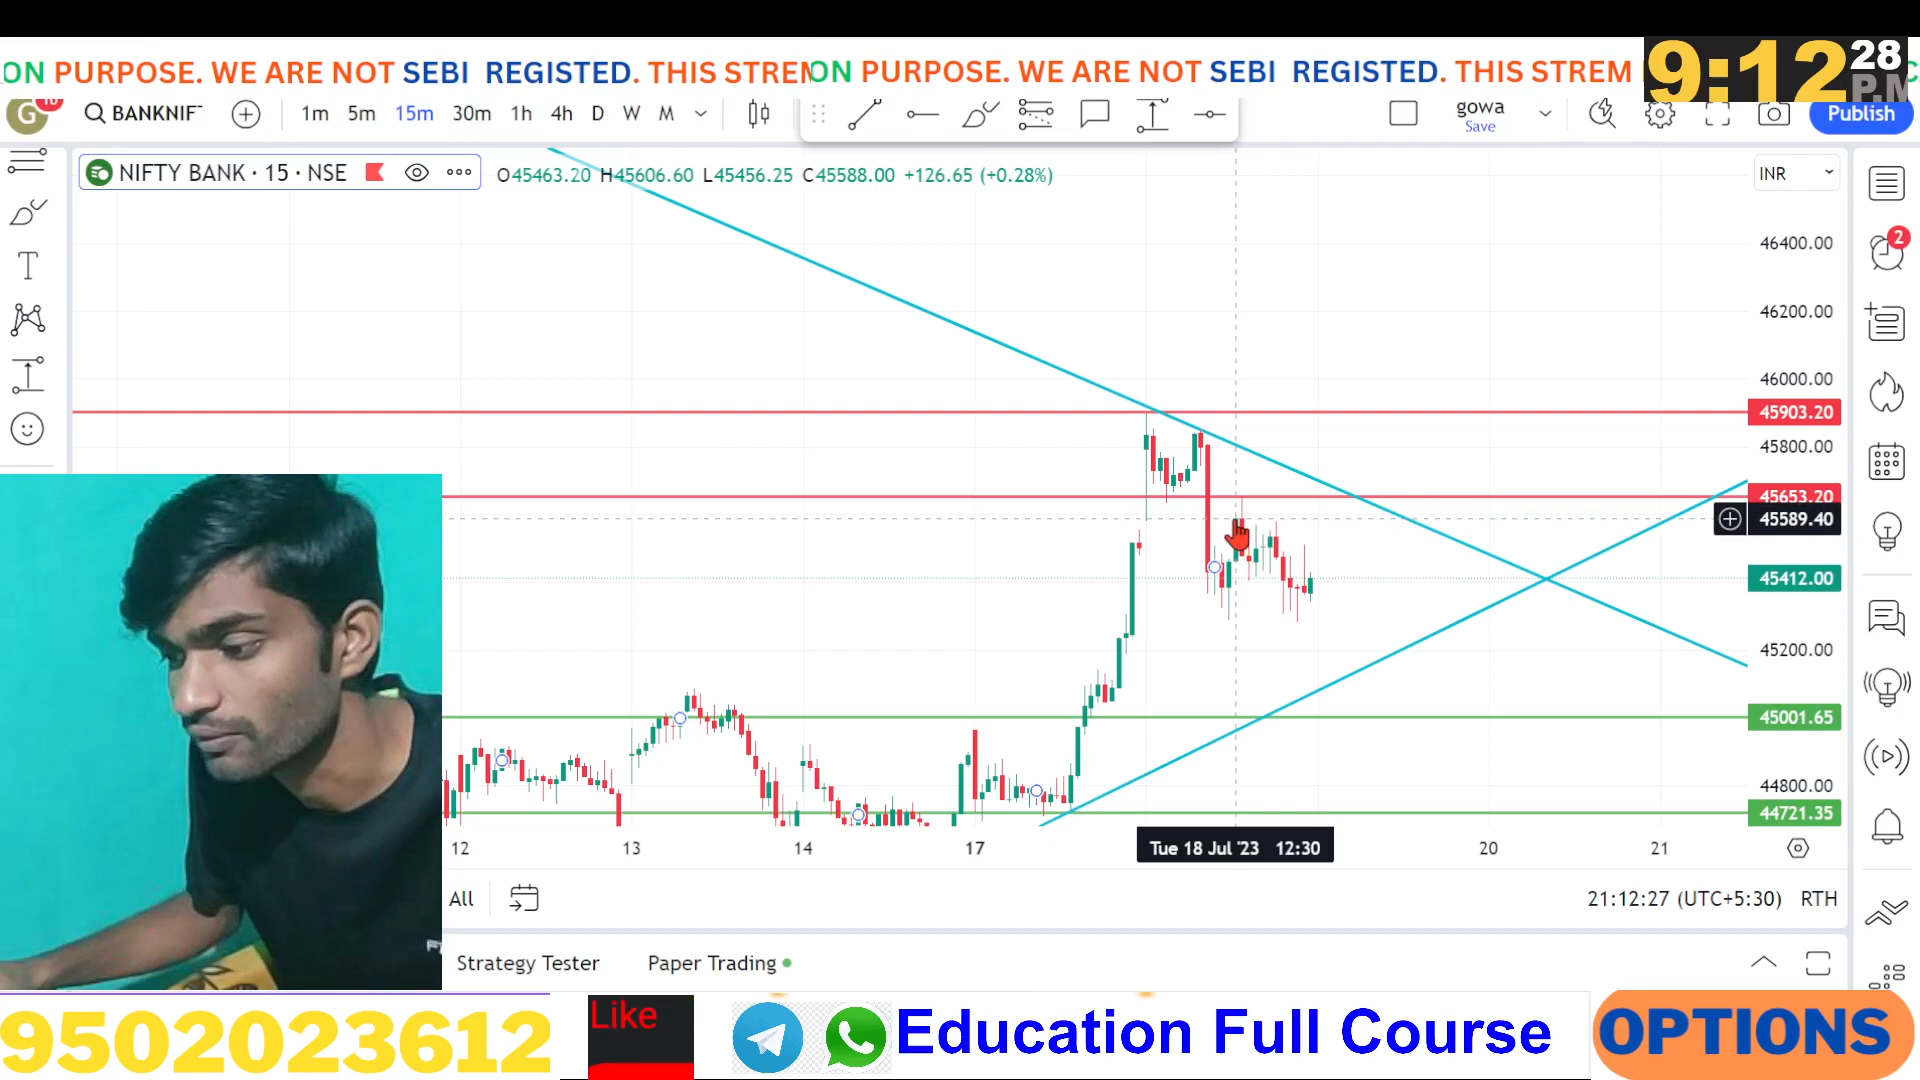 ON PURPOSE. WE ARE NOT SEBI REGISTED. THIS STREM
ON PURPOSE. WE ARE NOT SEBI REGISTED. THIS STREM
9:12 28 P.M
G 10 BANKNIF 1m 5m 15m 30m 1h 4h D W M gowa Save Publish
NIFTY BANK · 15 · NSE O45463.20 H45606.60 L45456.25 C45588.00 +126.65 (+0.28%) INR
2
46400.00
46200.00
46000.00
45903.20
45800.00
45653.20
45589.40
45412.00
45200.00
45001.65
44800.00
44721.35
12 13 14 17 Tue 18 Jul '23 12:30 20 21
All 21:12:27 (UTC+5:30) RTH
Strategy Tester Paper Trading
9502023612 Like Education Full Course OPTIONS